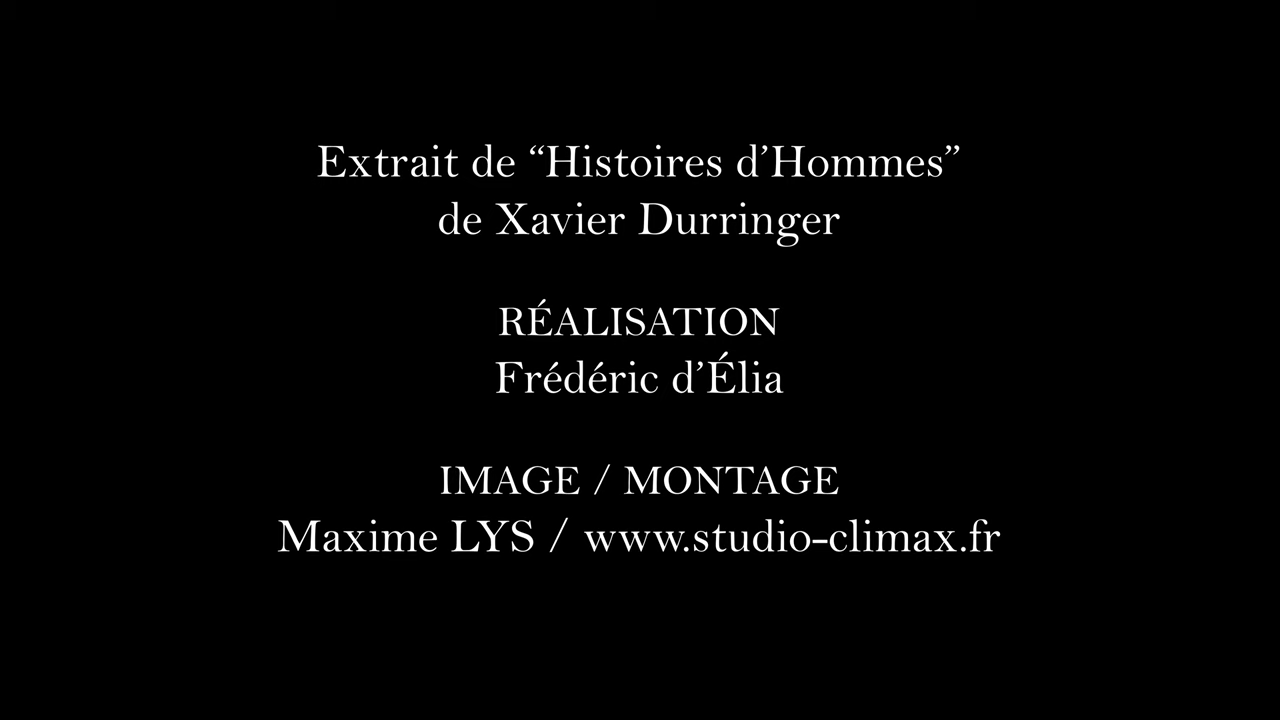 Extrait de “Histoires d’Hommes”
de Xavier Durringer
RÉALISATION
Frédéric d’Élia
IMAGE / MONTAGE
Maxime LYS / www.studio-climax.fr